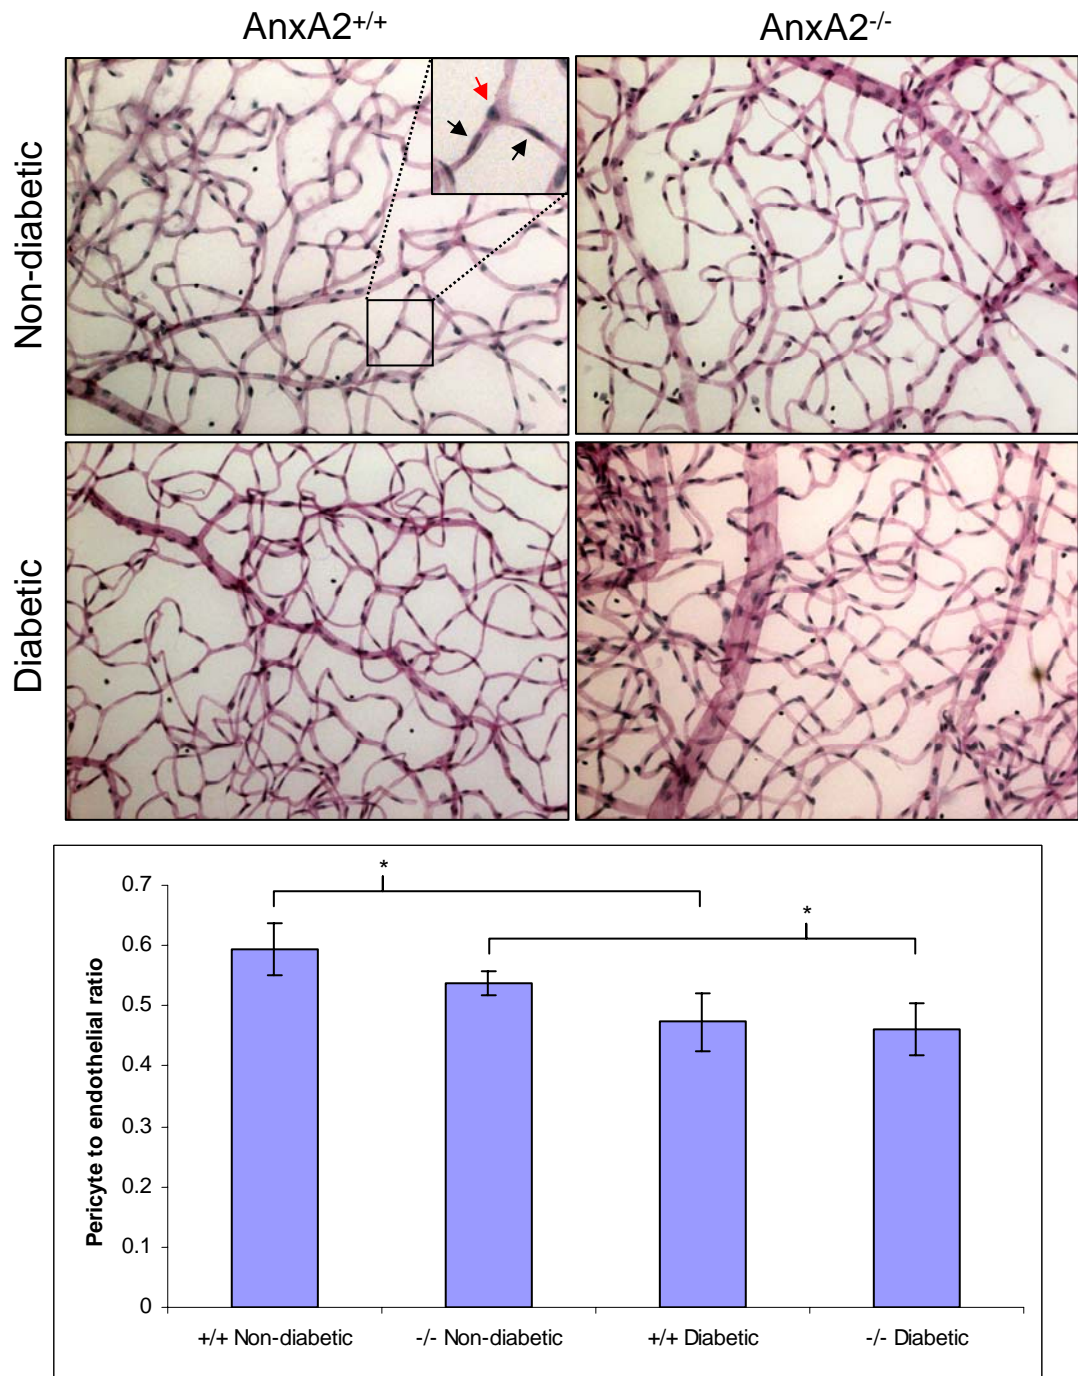 AnxA2+/+
AnxA2-/-
Non-diabetic
Diabetic
*
*
Pericyte to endothelial ratio
0.7
0.6
0.5
0.4
0.3
0.2
0.1
0
+/+ Non-diabetic
-/- Non-diabetic
+/+ Diabetic
-/- Diabetic